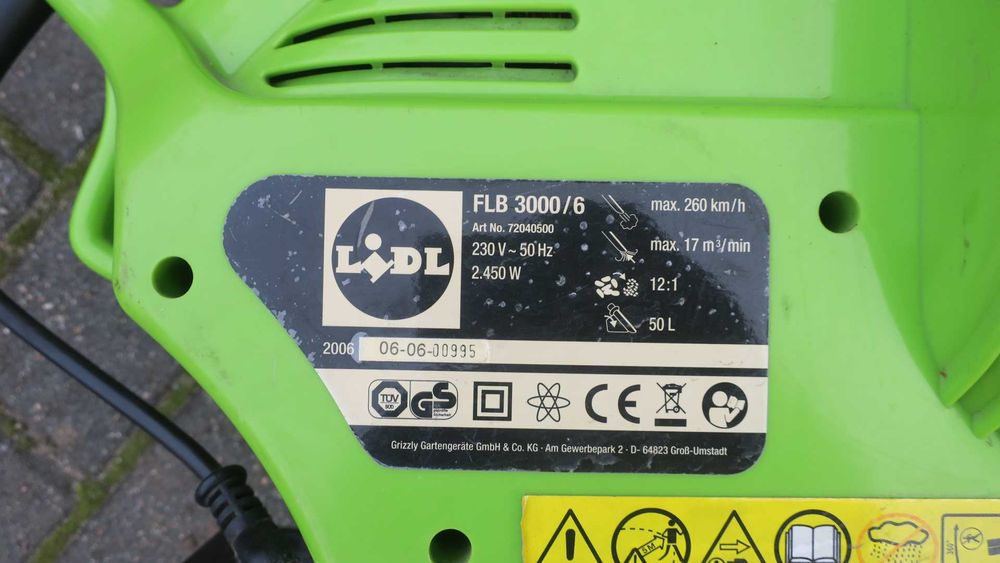 LIDL
FLB 3000/6
Art No. 72040500
230 V ~ 50 Hz
2.450 W
max. 260 km/h
max. 17 m³/min
12:1
50 L
2006 06-06-00995
TÜV
GS
CE
Grizzly Gartengeräte GmbH & Co. KG · Am Gewerbepark 2 · D- 64823 Groß-Umstadt
5 M
360°